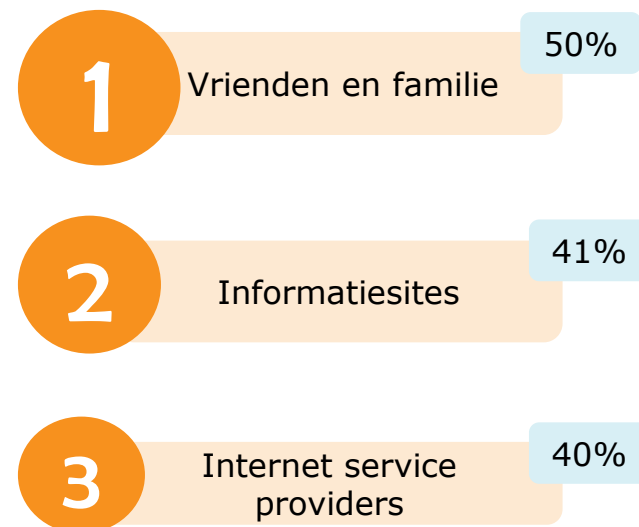 50%
1
Vrienden en familie
41%
2
Informatiesites
40%
3
Internet service
providers